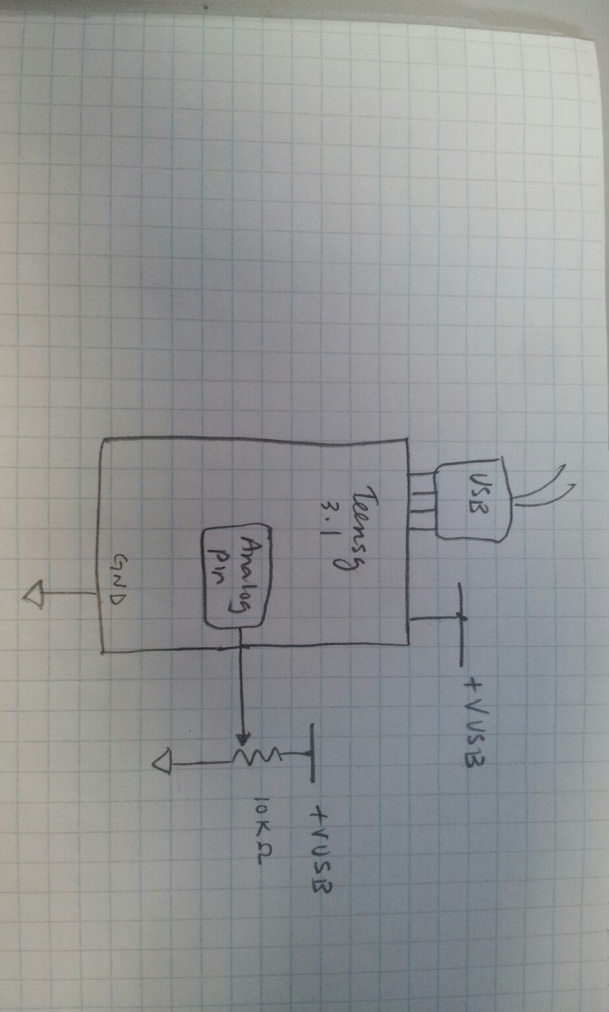 USB
+VUSB
Teensy
3.1
+VUSB
Analog
pin
10KΩ
GND